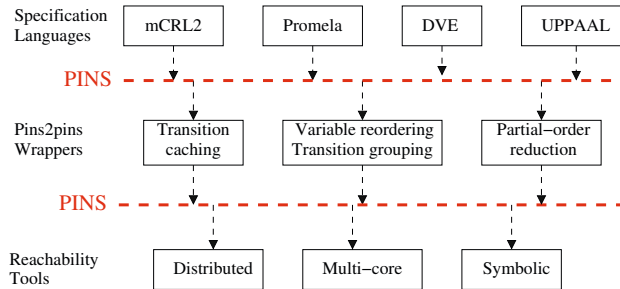 Specification
Languages
mCRL2
Promela
DVE
UPPAAL
PINS
Pins2pins
Wrappers
Transition
caching
Variable reordering
Transition grouping
Partial−order
reduction
PINS
Reachability
Tools
Distributed
Multi−core
Symbolic